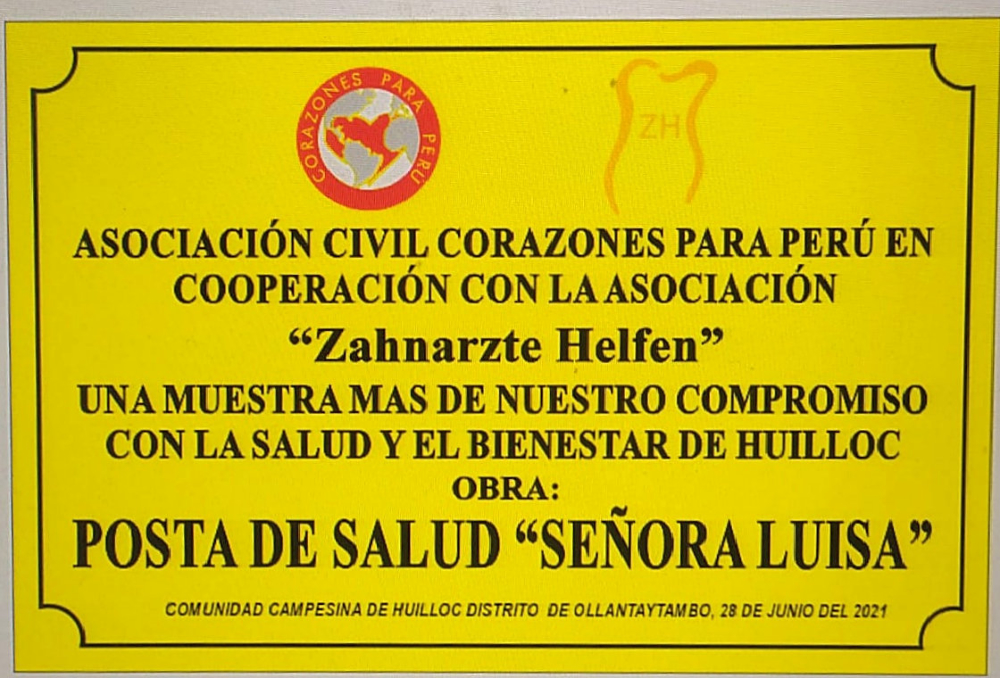 CORAZONES PARA PERÚ
ZH
ASOCIACIÓN CIVIL CORAZONES PARA PERÚ EN
COOPERACIÓN CON LA ASOCIACIÓN
“Zahnarzte Helfen”
UNA MUESTRA MAS DE NUESTRO COMPROMISO
CON LA SALUD Y EL BIENESTAR DE HUILLOC
OBRA:
POSTA DE SALUD “SEÑORA LUISA”
COMUNIDAD CAMPESINA DE HUILLOC DISTRITO DE OLLANTAYTAMBO, 28 DE JUNIO DEL 2021